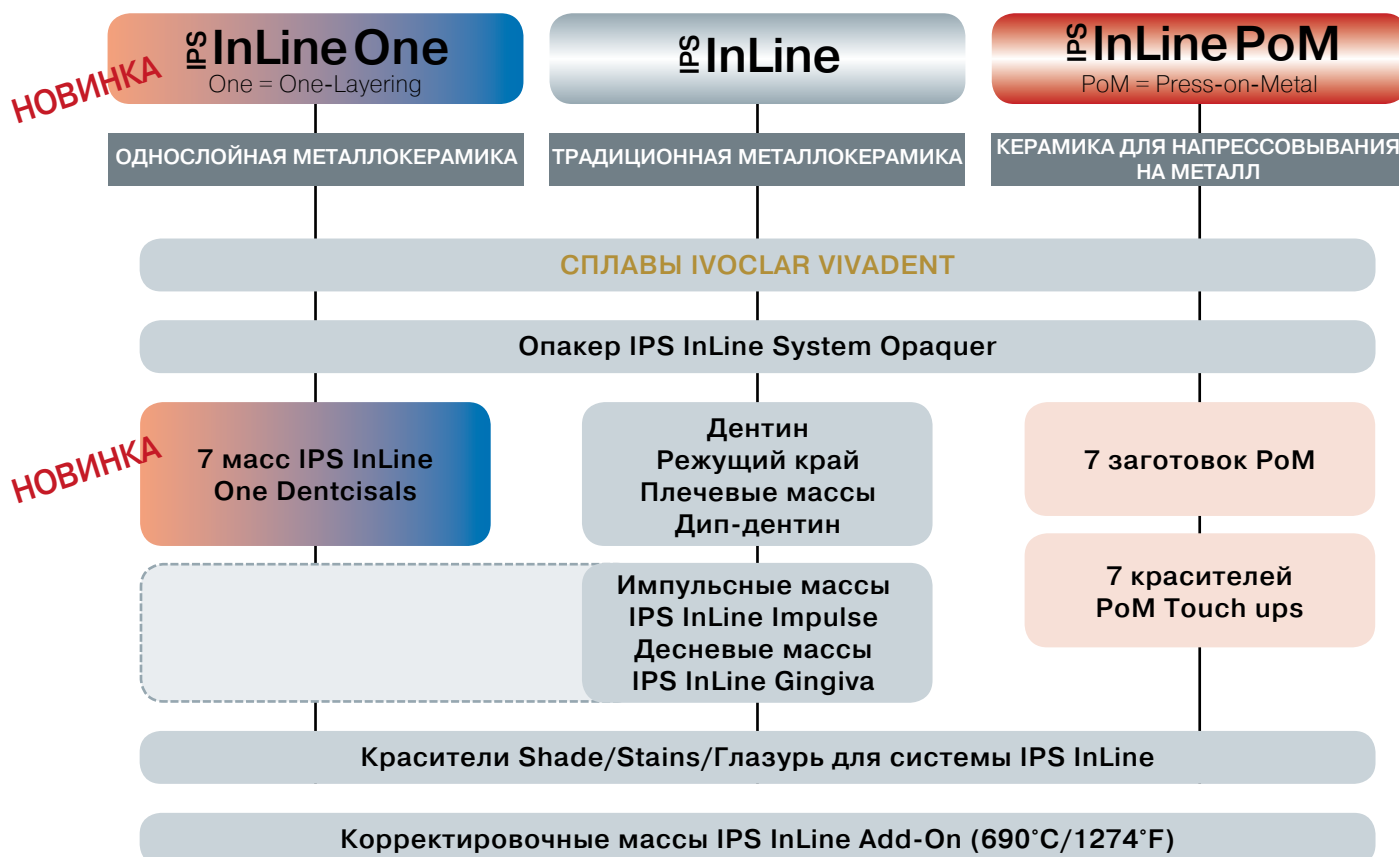 НОВИНКА
IPS InLine One
One = One-Layering
IPS InLine
IPS InLine PoM
PoM = Press-on-Metal
ОДНОСЛОЙНАЯ МЕТАЛЛОКЕРАМИКА
ТРАДИЦИОННАЯ МЕТАЛЛОКЕРАМИКА
КЕРАМИКА ДЛЯ НАПРЕССОВЫВАНИЯ
НА МЕТАЛЛ
СПЛАВЫ IVOCLAR VIVADENT
Опакер IPS InLine System Opaquer
НОВИНКА
7 масс IPS InLine
One Dentcisals
Дентин
Режущий край
Плечевые массы
Дип-дентин
7 заготовок PoM
Импульсные массы
IPS InLine Impulse
Десневые массы
IPS InLine Gingiva
7 красителей
PoM Touch ups
Красители Shade/Stains/Глазурь для системы IPS InLine
Корректировочные массы IPS InLine Add-On (690°C/1274°F)